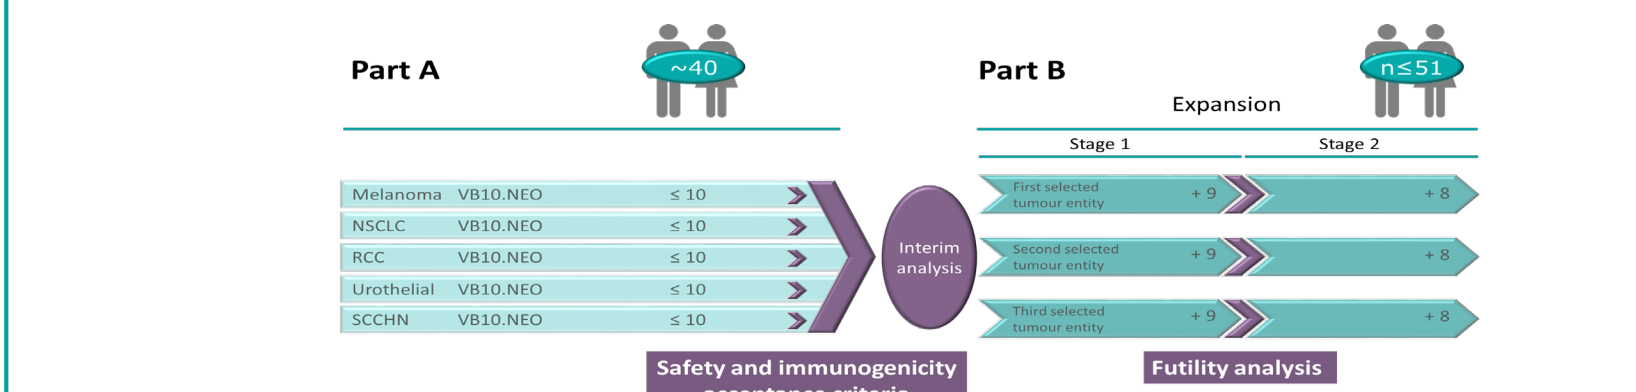 Part A
~40
Part B
n≤51
Expansion
Stage 1
Stage 2
Melanoma VB10.NEO ≤ 10
NSCLC VB10.NEO ≤ 10
RCC VB10.NEO ≤ 10
Urothelial VB10.NEO ≤ 10
SCCHN VB10.NEO ≤ 10
Interim
analysis
First selected
tumour entity
+ 9
+ 8
Second selected
tumour entity
+ 9
+ 8
Third selected
tumour entity
+ 9
+ 8
Safety and immunogenicity
acceptance criteria
Futility analysis